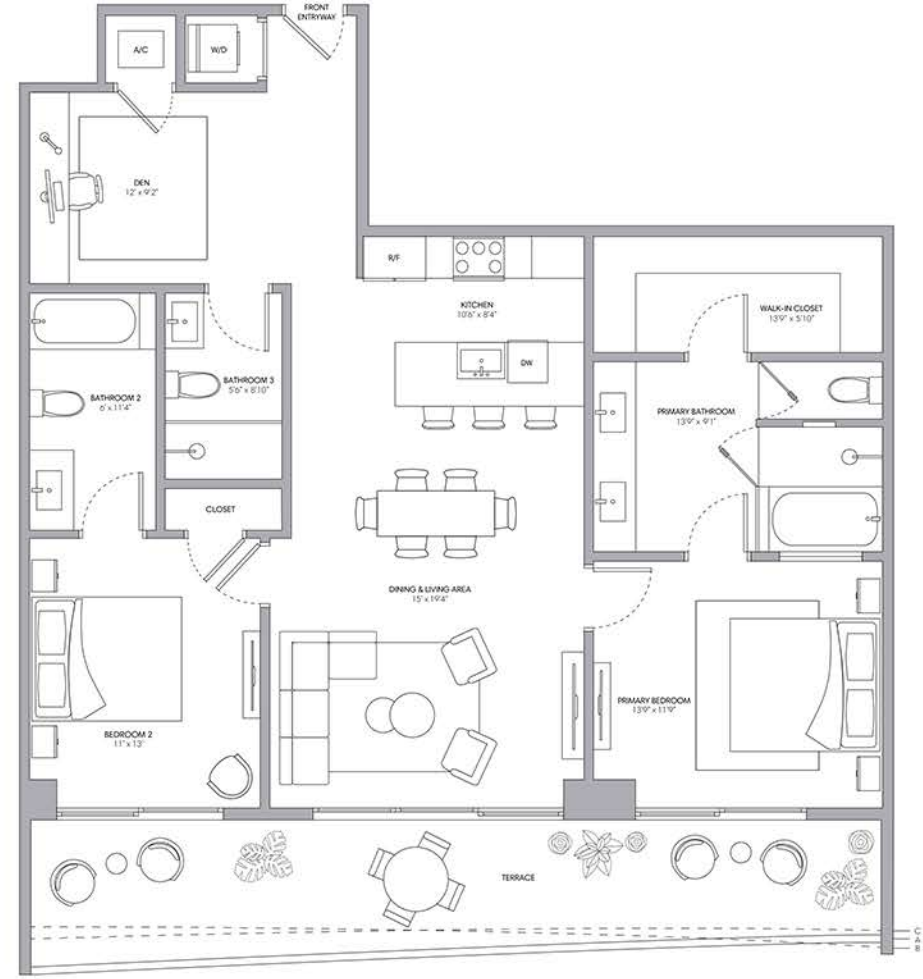 FRONT
ENTRYWAY
A/C
W/D
DEN
12' x 9'2"
R/F
KITCHEN
10'6" x 8'4"
WALK-IN CLOSET
13'9" x 5'10"
DW
BATHROOM 3
5'6" x 8'10"
BATHROOM 2
6' x 11'4"
PRIMARY BATHROOM
13'9" x 9'1"
CLOSET
DINING & LIVING AREA
15' x 19'4"
PRIMARY BEDROOM
13'9" x 11'9"
BEDROOM 2
11' x 13'
TERRACE
C
A
B